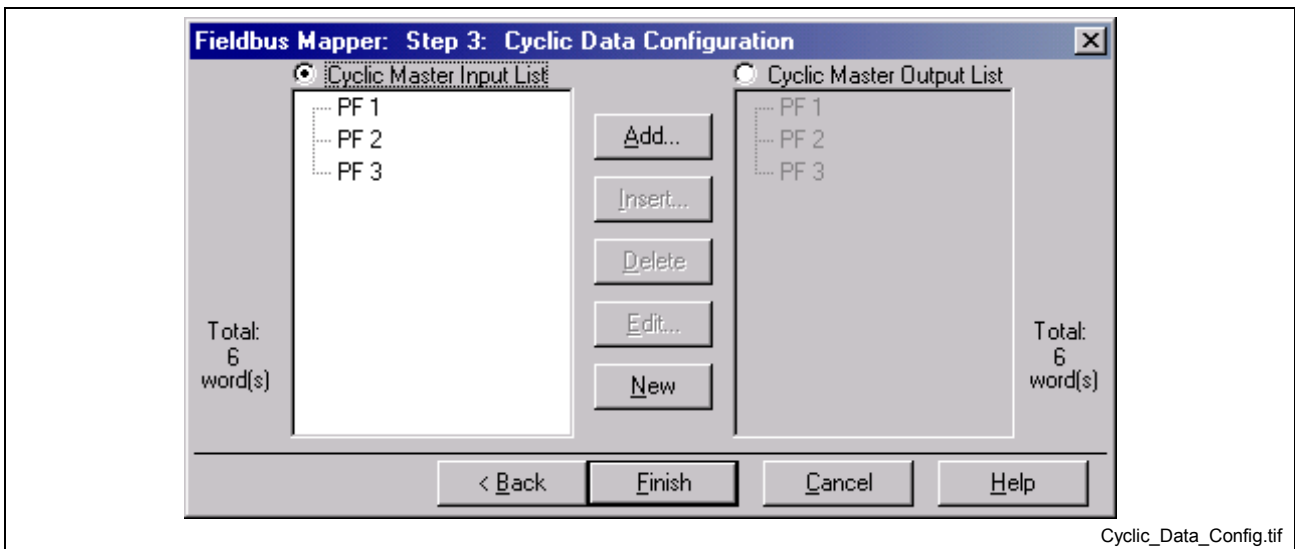 Fieldbus Mapper: Step 3: Cyclic Data Configuration
Cyclic Master Input List
PF 1
PF 2
PF 3
Total:
6
word(s)
Add...
Insert...
Delete
Edit...
New
Cyclic Master Output List
PF 1
PF 2
PF 3
Total:
6
word(s)
< Back
Finish
Cancel
Help
Cyclic_Data_Config.tif